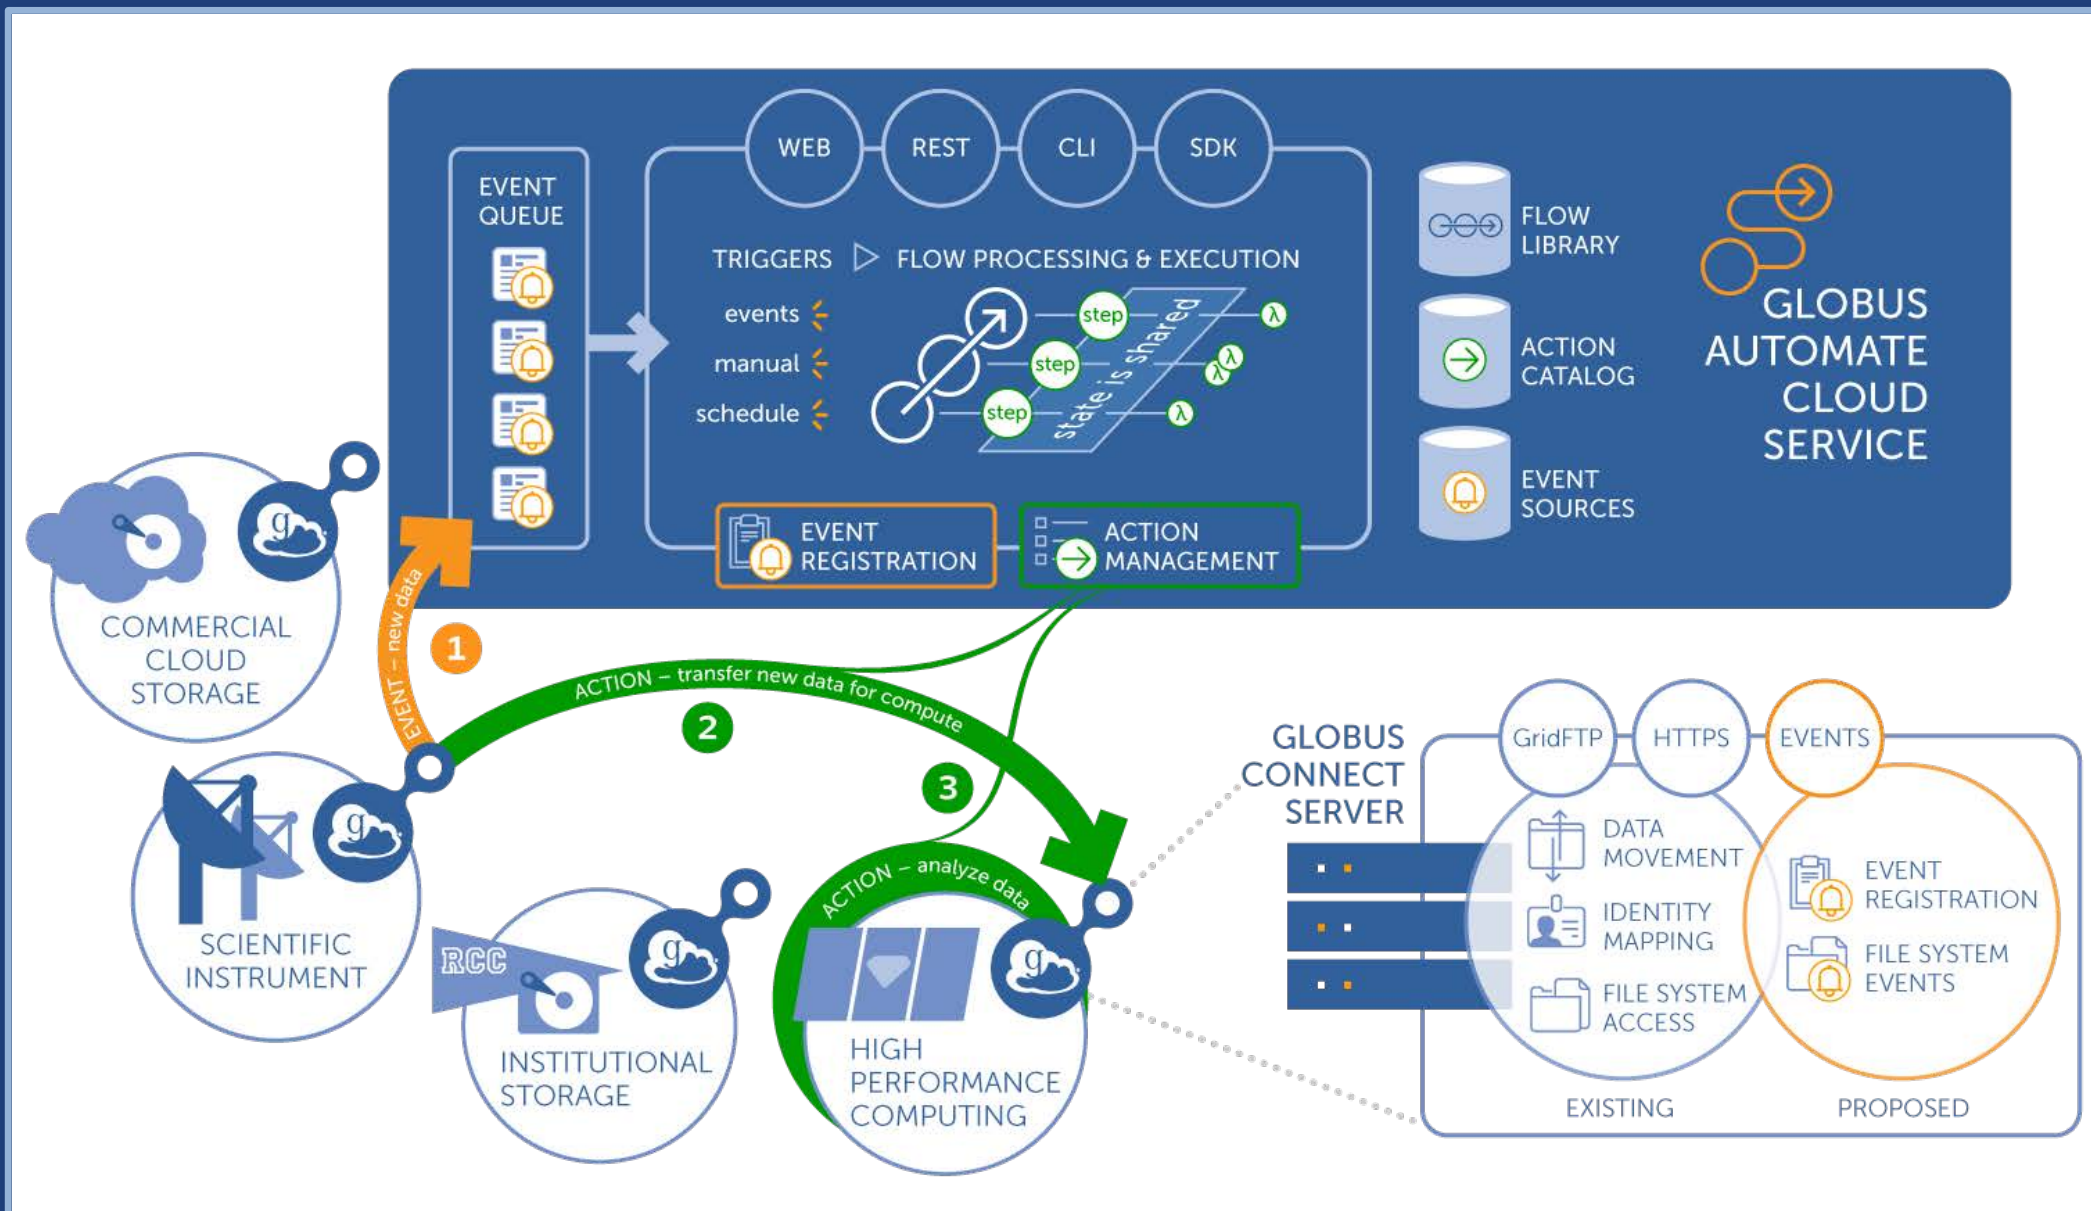 WEB
REST
CLI
SDK
EVENT
QUEUE
TRIGGERS
FLOW PROCESSING & EXECUTION
events
manual
schedule
step
step
step
state is shared
λ
λ
λ
λ
EVENT
REGISTRATION
ACTION
MANAGEMENT
FLOW
LIBRARY
ACTION
CATALOG
EVENT
SOURCES
GLOBUS
AUTOMATE
CLOUD
SERVICE
g
COMMERCIAL
CLOUD
STORAGE
EVENT – new data
1
ACTION – transfer new data for compute
2
3
g
SCIENTIFIC
INSTRUMENT
RCC
g
INSTITUTIONAL
STORAGE
ACTION – analyze data
g
HIGH
PERFORMANCE
COMPUTING
GLOBUS
CONNECT
SERVER
GridFTP
HTTPS
EVENTS
DATA
MOVEMENT
IDENTITY
MAPPING
FILE SYSTEM
ACCESS
EVENT
REGISTRATION
FILE SYSTEM
EVENTS
EXISTING
PROPOSED